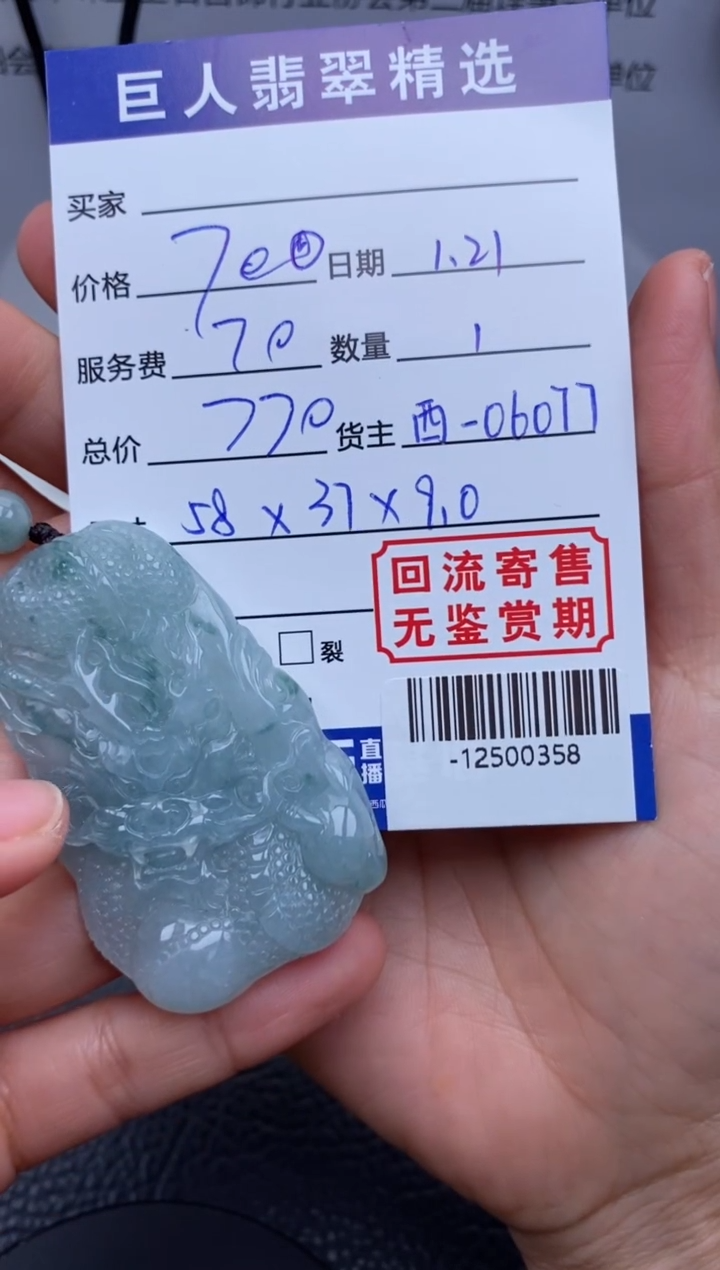 单位
巨人翡翠精选
买家
价格 700 日期 1.21
服务费 70 数量 1
总价 770 货主 西-06077
58 x 37 x 9.0
回流寄售
无鉴赏期
裂
直播
-12500358